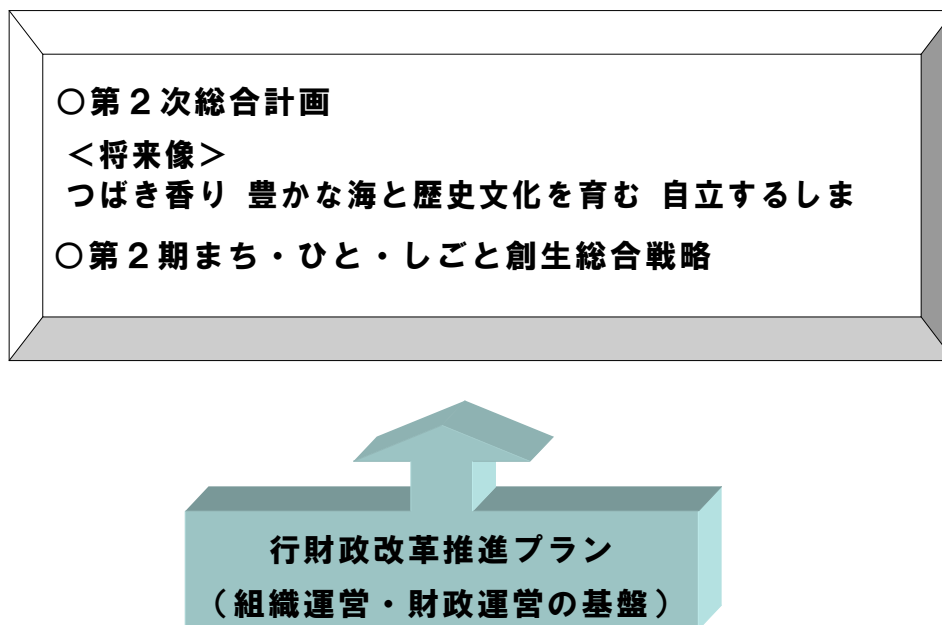 ○第２次総合計画
＜将来像＞
つばき香り 豊かな海と歴史文化を育む 自立するしま
○第２期まち・ひと・しごと創生総合戦略
行財政改革推進プラン
（組織運営・財政運営の基盤）